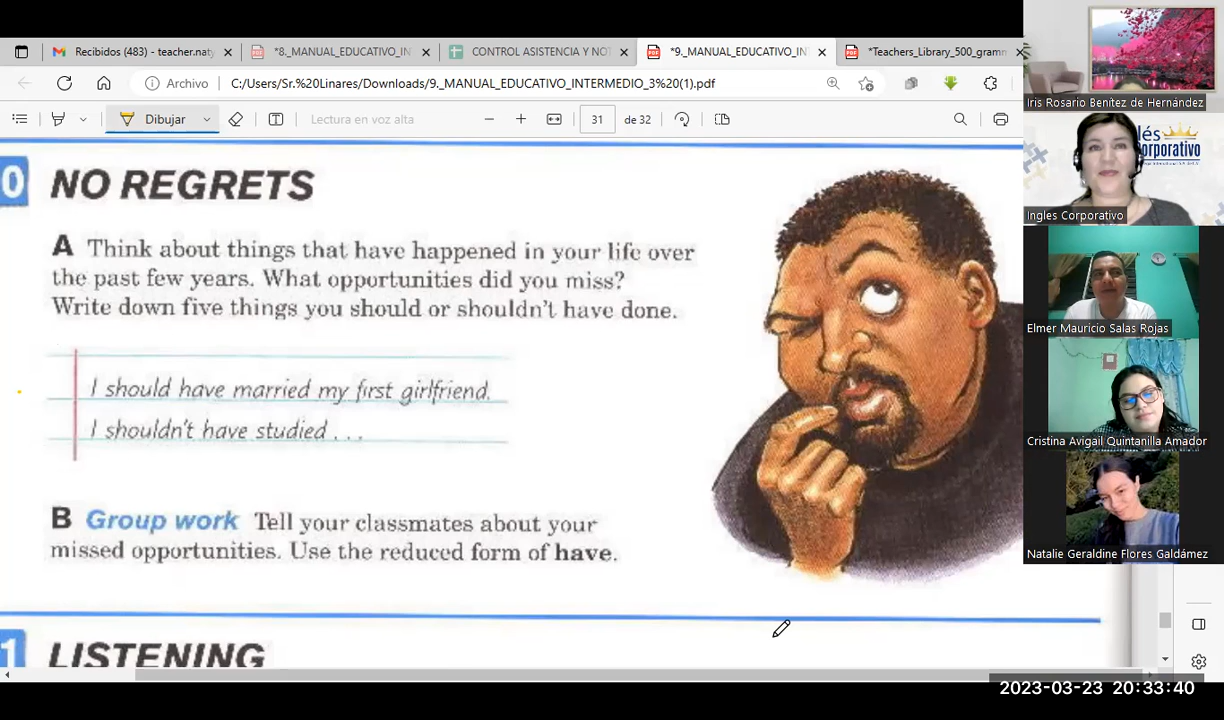 Recibidos (483) - teacher.naty
*8._MANUAL_EDUCATIVO_IN
CONTROL ASISTENCIA Y NOT
*9._MANUAL_EDUCATIVO_IN
*Teachers_Library_500_gramm
Archivo
C:/Users/Sr.%20Linares/Downloads/9._MANUAL_EDUCATIVO_INTERMEDIO_3%20(1).pdf
Dibujar
Lectura en voz alta
31
de 32
0 NO REGRETS
A Think about things that have happened in your life over
the past few years. What opportunities did you miss?
Write down five things you should or shouldn't have done.
I should have married my first girlfriend.
I shouldn't have studied . . .
B Group work Tell your classmates about your
missed opportunities. Use the reduced form of have.
1 LISTENING
Iris Rosario Benítez de Hernández
lés
orporativo
Ingles Corporativo
Elmer Mauricio Salas Rojas
Cristina Avigail Quintanilla Amador
Natalie Geraldine Flores Galdámez
2023-03-23 20:33:40